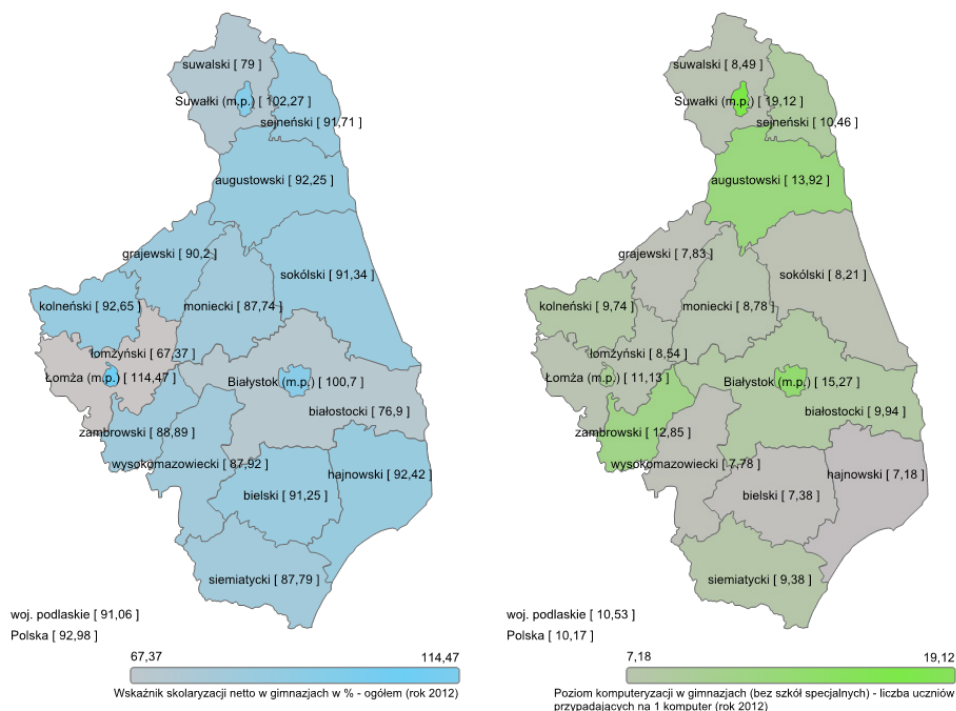 suwalski [ 79 ]
Suwałki (m,p.) [ 102,27 ]
sejneński [ 91,71 ]
augustowski [ 92,25 ]
grajewski [ 90,2 ]
sokólski [ 91,34 ]
kolneński [ 92,65 ]
moniecki [ 87,74 ]
łomżyński [ 67,37 ]
Łomża (m.p.) [ 114,47 ]
Białystok (m.p.) [ 100,7 ]
białostocki [ 76,9 ]
zambrowski [ 88,89 ]
wysokomazowiecki [ 87,92 ]
hajnowski [ 92,42 ]
bielski [ 91,25 ]
siemiatycki [ 87,79 ]
woj. podlaskie [ 91,06 ]
Polska [ 92,98 ]
67,37 114,47
Wskaźnik skolaryzacji netto w gimnazjach w % - ogółem (rok 2012)
suwalski [ 8,49 ]
Suwałki (m,p.) [ 19,12 ]
sejneński [ 10,46 ]
augustowski [ 13,92 ]
grajewski [ 7,83 ]
sokólski [ 8,21 ]
kolneński [ 9,74 ]
moniecki [ 8,78 ]
łomżyński [ 8,54 ]
Łomża (m.p.) [ 11,13 ]
Białystok (m.p.) [ 15,27 ]
białostocki [ 9,94 ]
zambrowski [ 12,85 ]
wysokomazowiecki [ 7,78 ]
hajnowski [ 7,18 ]
bielski [ 7,38 ]
siemiatycki [ 9,38 ]
woj. podlaskie [ 10,53 ]
Polska [ 10,17 ]
7,18 19,12
Poziom komputeryzacji w gimnazjach (bez szkół specjalnych) - liczba uczniów
przypadających na 1 komputer (rok 2012)